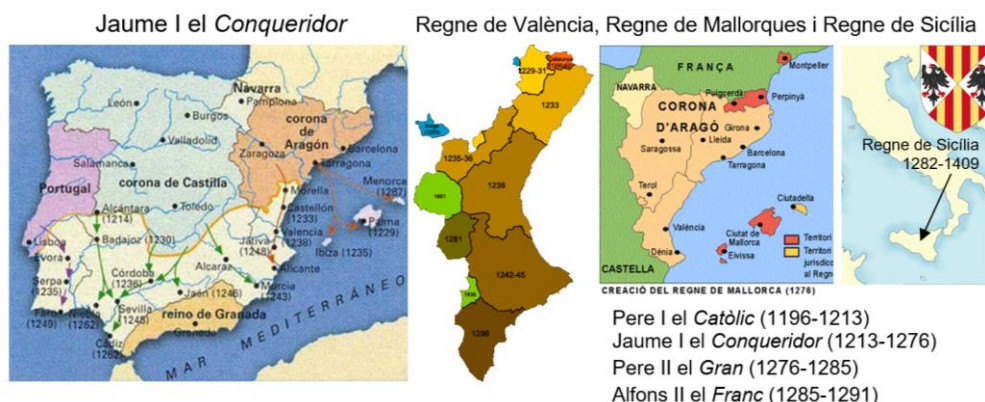 Jaume I el Conqueridor
Regne de València, Regne de Mallorques i Regne de Sicília
Navarra
Pamplona
León
Burgos
corona
de
Aragón
Zaragoza
Barcelona
Tarragona
Valladolid
Salamanca
Portugal
corona de Castilla
Toledo
Alcántara
(1214)
Lisboa
Badajoz (1230)
Morella
Castellón
(1233)
Valencia
(1238)
Menorca
(1287)
Palma
(1229)
Ibiza (1235)
Játiva
(1248)
Alicante
Murcia
(1243)
Alcaraz
Córdoba
(1236)
Jaén (1246)
Serpa
(1235)
Faro
(1249)
Niebla
(1262)
Sevilla
(1248)
Cádiz
(1262)
reino de Granada
Granada
MAR MEDITERRÁNEO
1229-31
1233
1235-36
1238
1281
1242-45
1296
FRANÇA
NAVARRA
Montpeller
Puigcerdà
Perpinyà
CORONA
D'ARAGÓ
Girona
Lleida
Saragossa
Barcelona
Tarragona
Terol
Ciutadella
València
Ciutat de
Mallorca
Eivissa
Dénia
CASTELLA
Territori
Territori
jurisdic
al Regne
CREACIÓ DEL REGNE DE MALLORCA (1276)
Regne de Sicília
1282-1409
Pere I el Catòlic (1196-1213)
Jaume I el Conqueridor (1213-1276)
Pere II el Gran (1276-1285)
Alfons II el Franc (1285-1291)